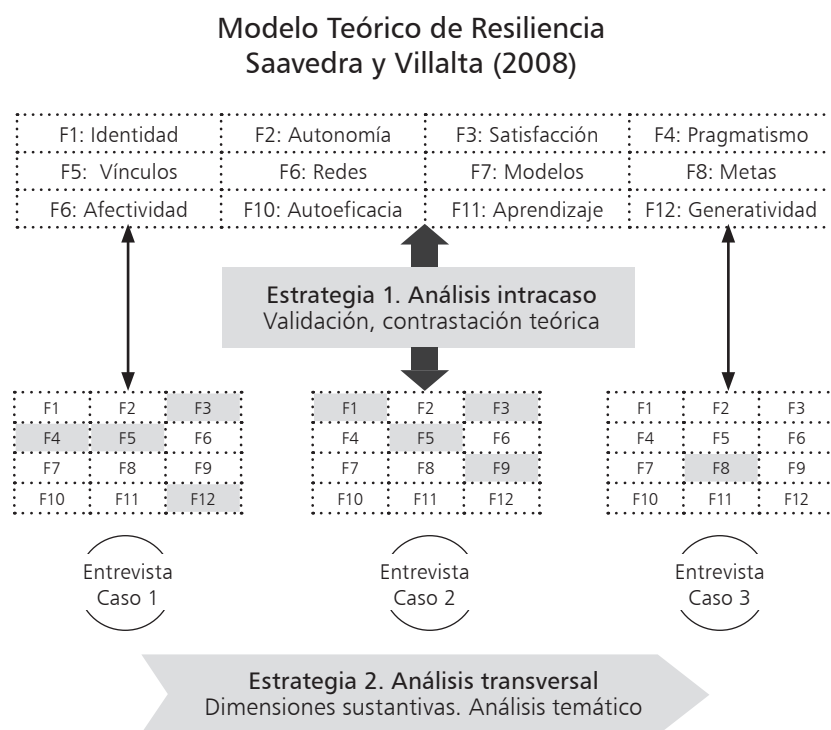 Modelo Teórico de Resiliencia
Saavedra y Villalta (2008)
F1: Identidad F2: Autonomía F3: Satisfacción F4: Pragmatismo
F5: Vínculos F6: Redes F7: Modelos F8: Metas
F6: Afectividad F10: Autoeficacia F11: Aprendizaje F12: Generatividad
Estrategia 1. Análisis intracaso
Validación, contrastación teórica
F1 F2 F3
F4 F5 F6
F7 F8 F9
F10 F11 F12
F1 F2 F3
F4 F5 F6
F7 F8 F9
F10 F11 F12
F1 F2 F3
F4 F5 F6
F7 F8 F9
F10 F11 F12
Entrevista
Caso 1
Entrevista
Caso 2
Entrevista
Caso 3
Estrategia 2. Análisis transversal
Dimensiones sustantivas. Análisis temático